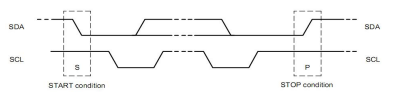 SDA SDA
SCL SCL
S P
START condition STOP condition